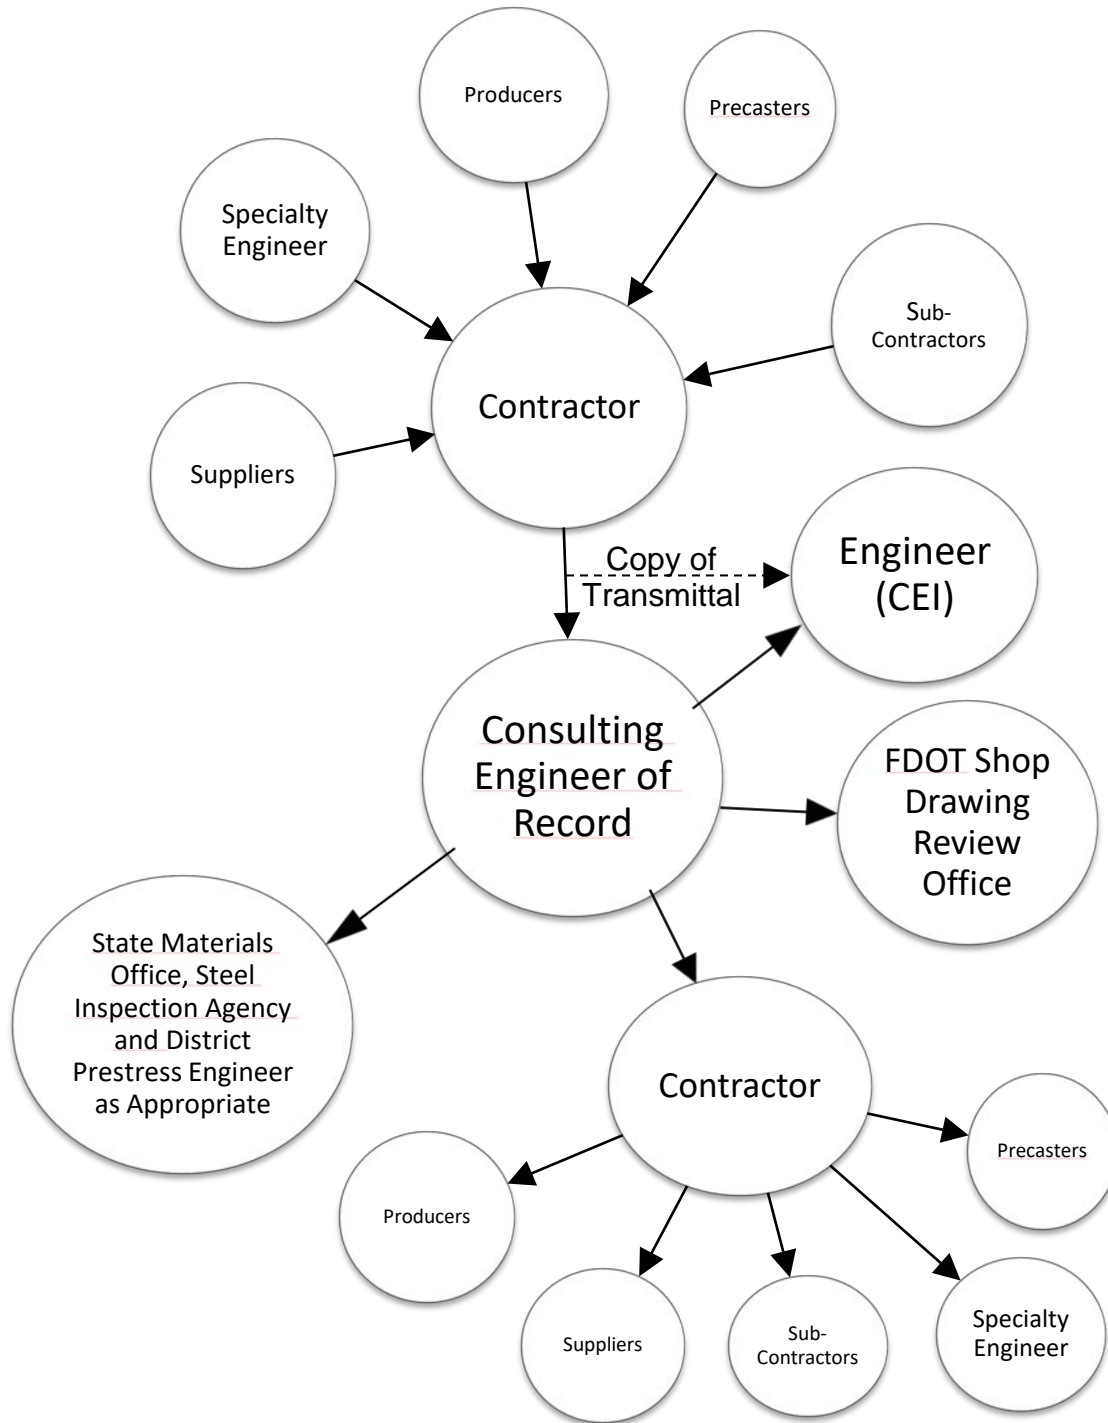 Producers
Precasters
Specialty
Engineer
Sub-
Contractors
Contractor
Suppliers
Engineer
(CEI)
Copy of
Transmittal
Consulting
Engineer of
Record
FDOT Shop
Drawing
Review
Office
State Materials
Office, Steel
Inspection Agency
and District
Prestress Engineer
as Appropriate
Contractor
Precasters
Producers
Suppliers
Sub-
Contractors
Specialty
Engineer